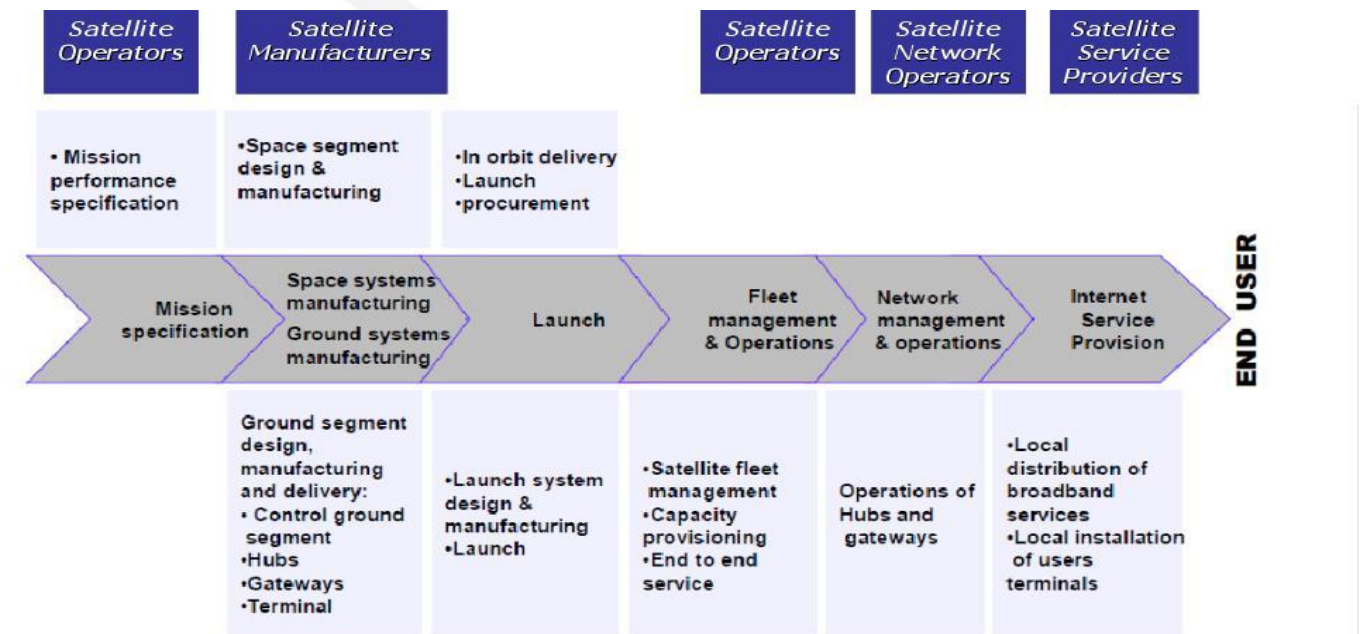 Satellite
Operators
Satellite
Manufacturers
Satellite
Operators
Satellite
Network
Operators
Satellite
Service
Providers
• Mission
performance
specification
•Space segment
design &
manufacturing
•In orbit delivery
•Launch
•procurement
Mission
specification
Space systems
manufacturing
Ground systems
manufacturing
Launch
Fleet
management
& Operations
Network
management
& operations
Internet
Service
Provision
END USER
Ground segment
design,
manufacturing
and delivery:
• Control ground
segment
•Hubs
•Gateways
•Terminal
•Launch system
design &
manufacturing
•Launch
•Satellite fleet
management
•Capacity
provisioning
•End to end
service
Operations of
Hubs and
gateways
•Local
distribution of
broadband
services
•Local installation
of users
terminals